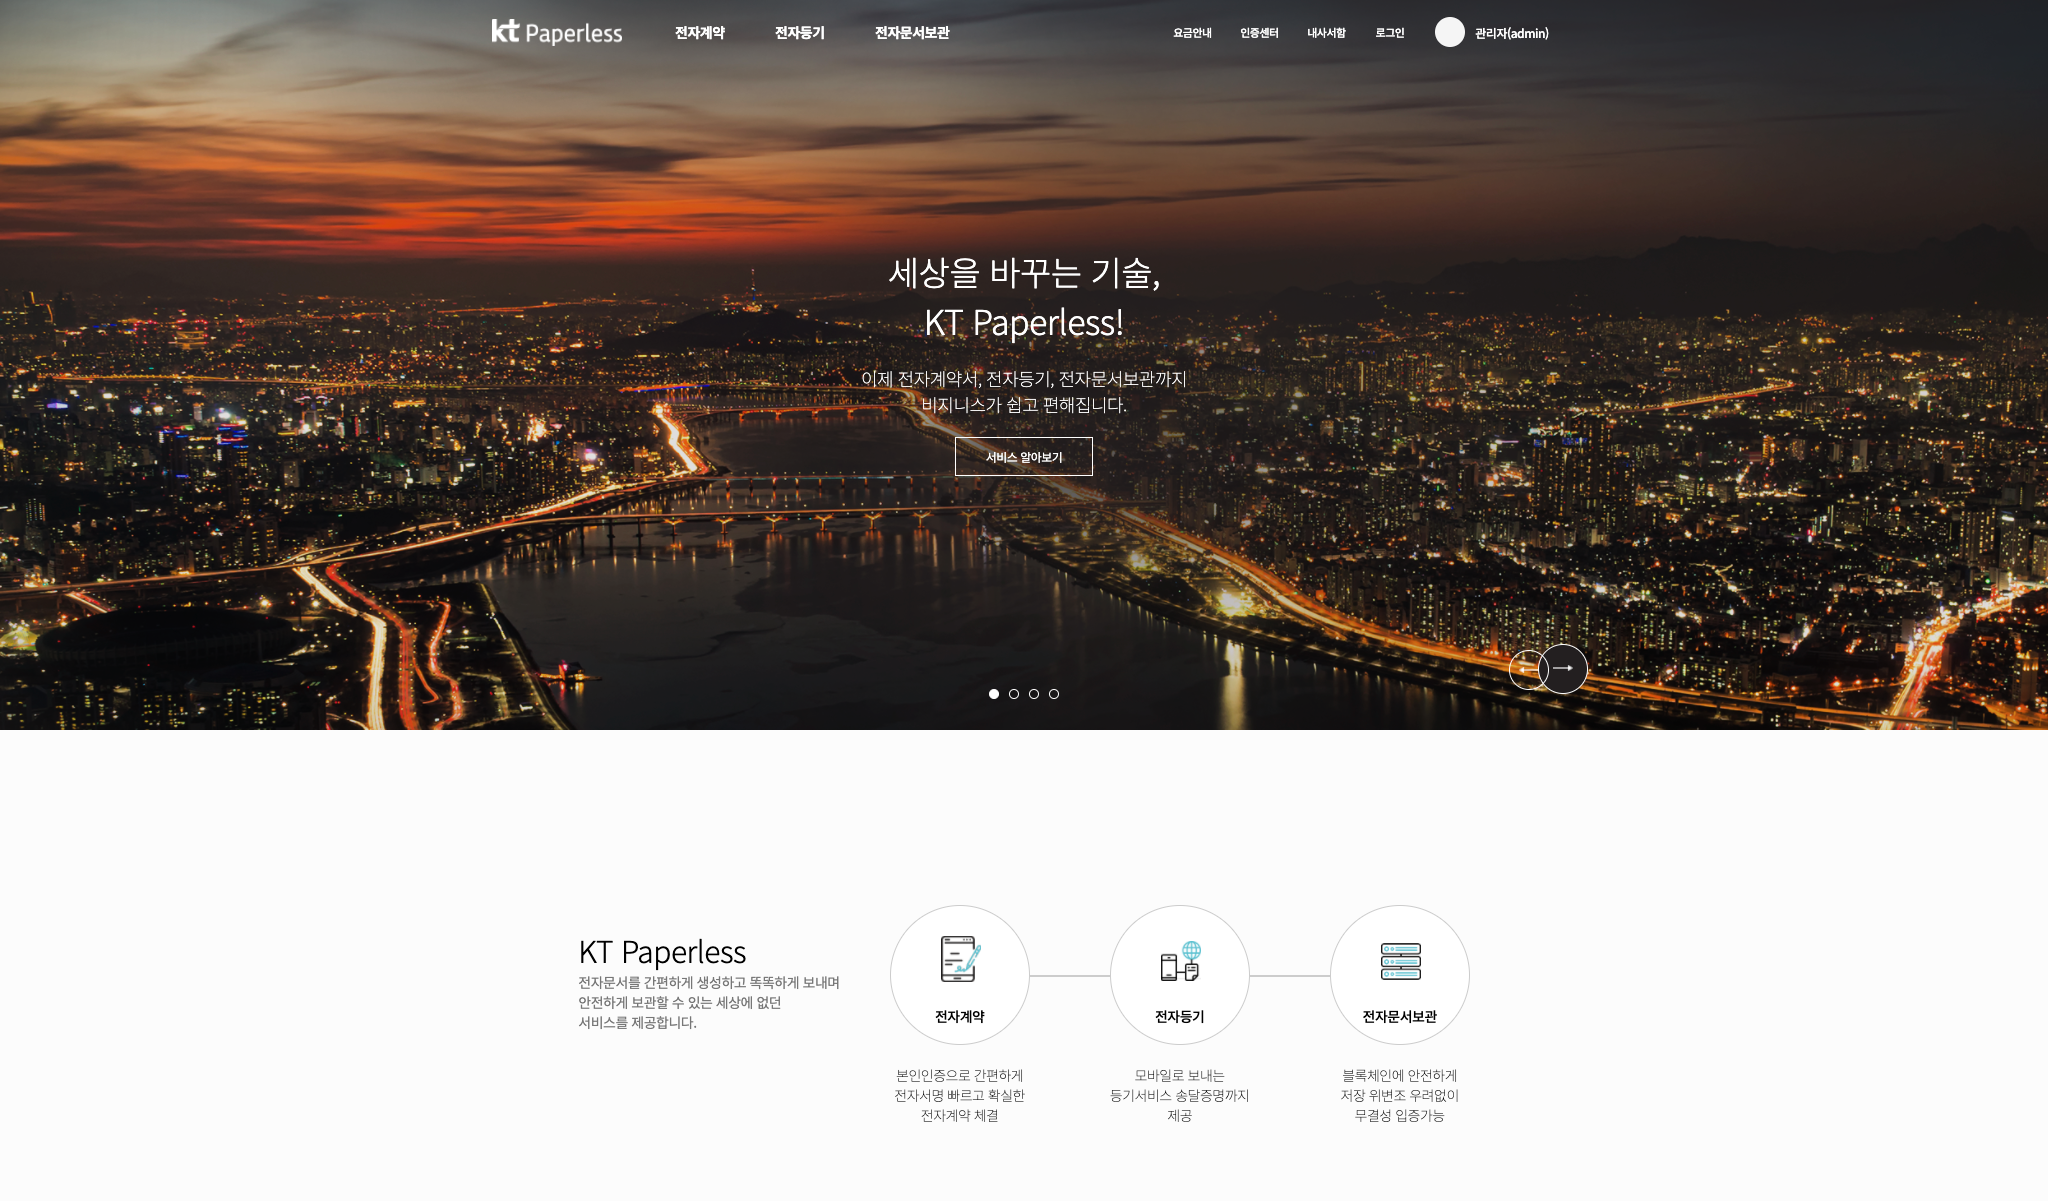 kt Paperless
전자계약
전자등기
전자문서보관
요금안내
인증센터
내사서함
로그인
관리자(admin)
세상을 바꾸는 기술,
KT Paperless!
이제 전자계약서, 전자등기, 전자문서보관까지
비지니스가 쉽고 편해집니다.
서비스 알아보기
KT Paperless
전자문서를 간편하게 생성하고 똑똑하게 보내며
안전하게 보관할 수 있는 세상에 없던
서비스를 제공합니다.
전자계약
본인인증으로 간편하게
전자서명 빠르고 확실한
전자계약 체결
전자등기
모바일로 보내는
등기서비스 송달증명까지
제공
전자문서보관
블록체인에 안전하게
저장 위변조 우려없이
무결성 입증가능